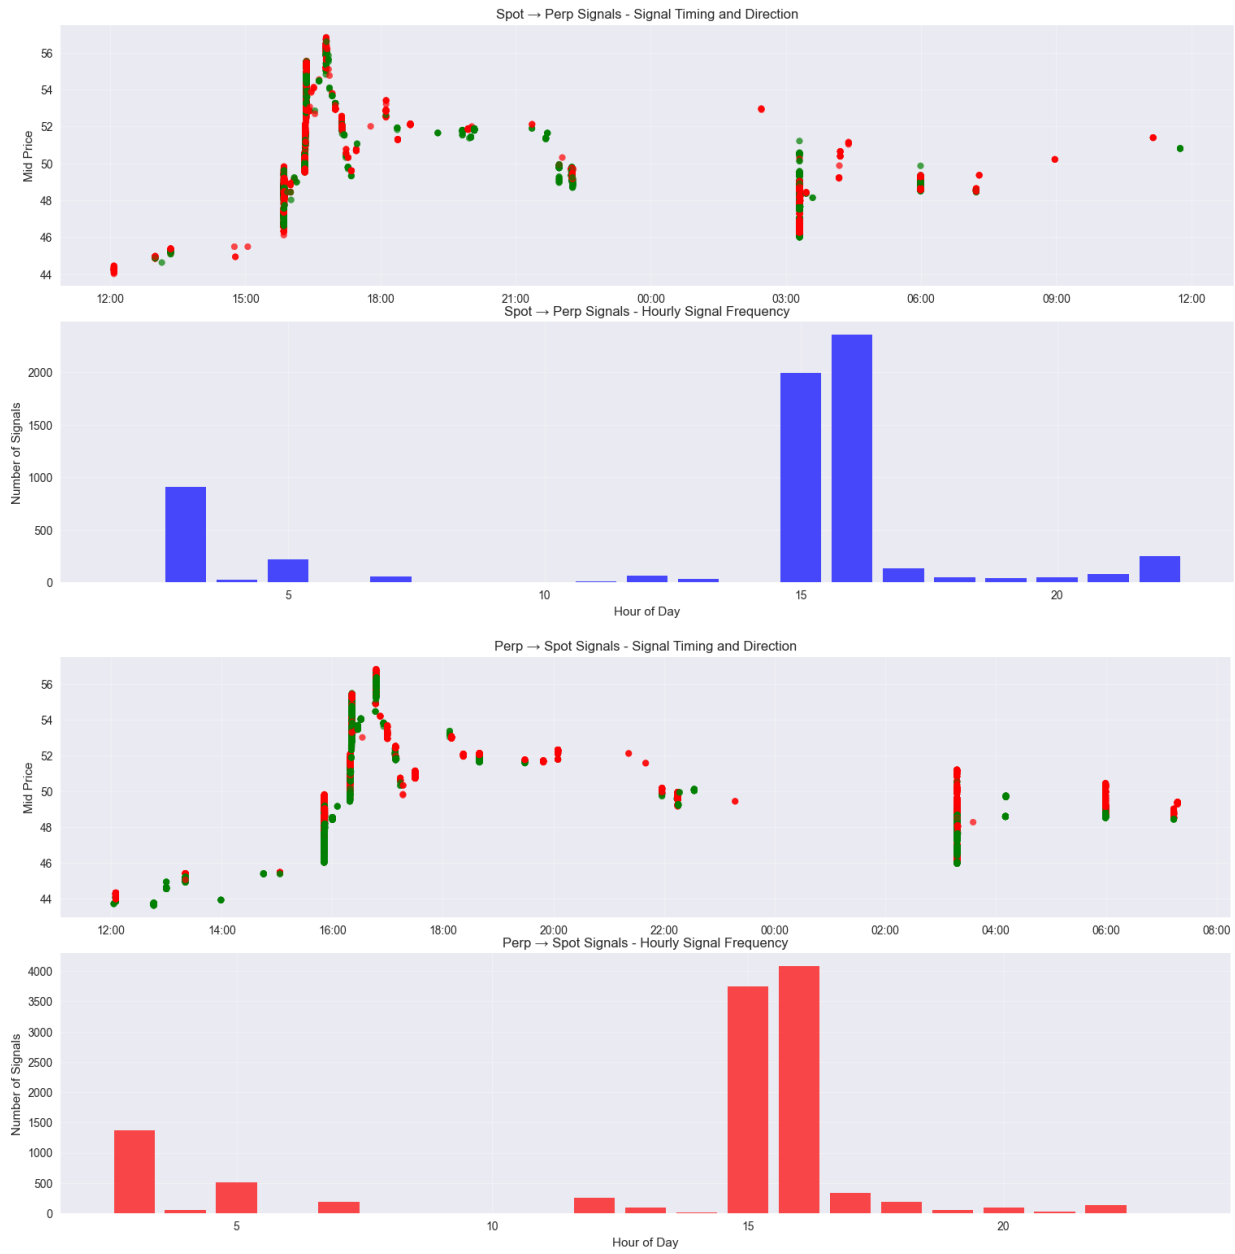 Spot → Perp Signals - Signal Timing and Direction
56
54
52
50
48
46
44
Mid Price
12:00 15:00 18:00 21:00 00:00 03:00 06:00 09:00 12:00
Spot → Perp Signals - Hourly Signal Frequency
2000
1500
1000
500
0
Number of Signals
5 10 15 20
Hour of Day
Perp → Spot Signals - Signal Timing and Direction
56
54
52
50
48
46
44
Mid Price
12:00 14:00 16:00 18:00 20:00 22:00 00:00 02:00 04:00 06:00 08:00
Perp → Spot Signals - Hourly Signal Frequency
4000
3500
3000
2500
2000
1500
1000
500
0
Number of Signals
5 10 15 20
Hour of Day